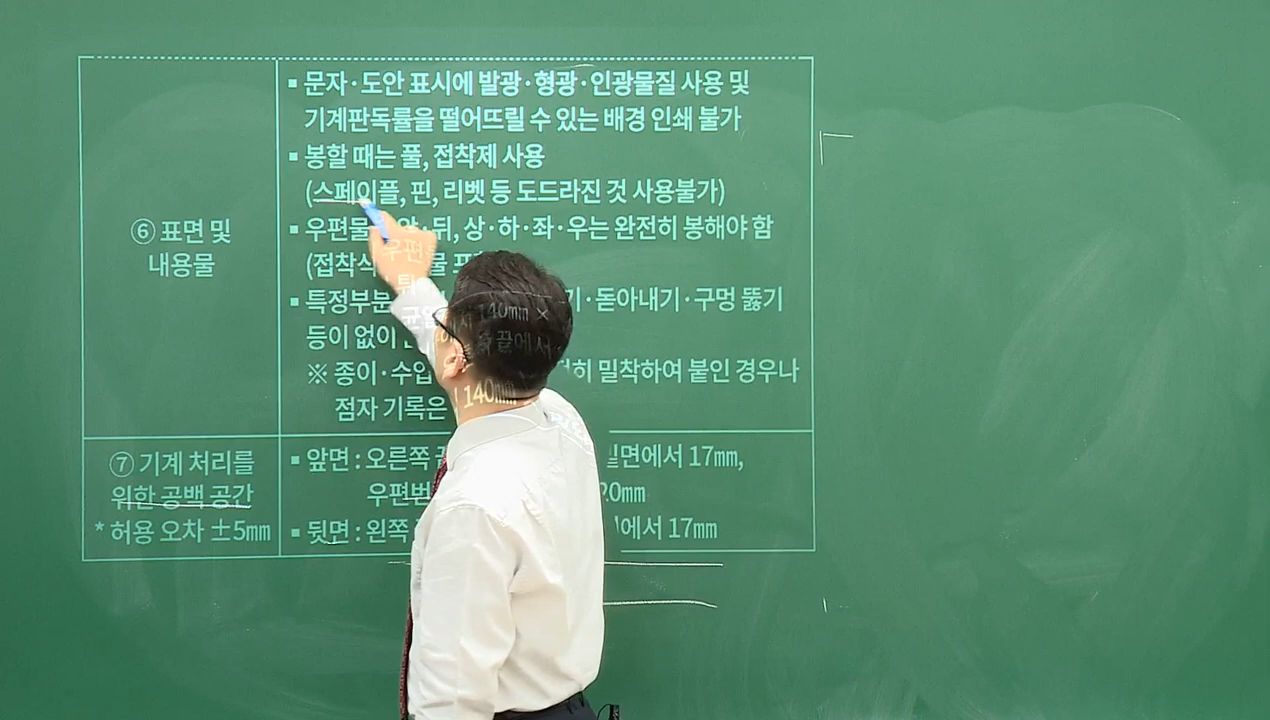 ⑥ 표면 및
내용물
▪ 문자·도안 표시에 발광·형광·인광물질 사용 및
기계판독률을 떨어뜨릴 수 있는 배경 인쇄 불가
▪ 봉할 때는 풀, 접착제 사용
(스페이플, 핀, 리벳 등 도드라진 것 사용불가)
▪ 우편물 뒤, 상·하·좌·우는 완전히 봉해야 함
(접착식
▪ 특정부분 돋아내기·구멍 뚫기
등이 없이
※ 종이·수입 밀착하여 붙인 경우나
점자 기록은
⑦ 기계 처리를
위한 공백 공간
* 허용 오차 ±5㎜
▪ 앞면 : 오른쪽 17㎜,
우편번
▪ 뒷면 : 왼쪽 17㎜
140㎜ ×
끝에서
140㎜